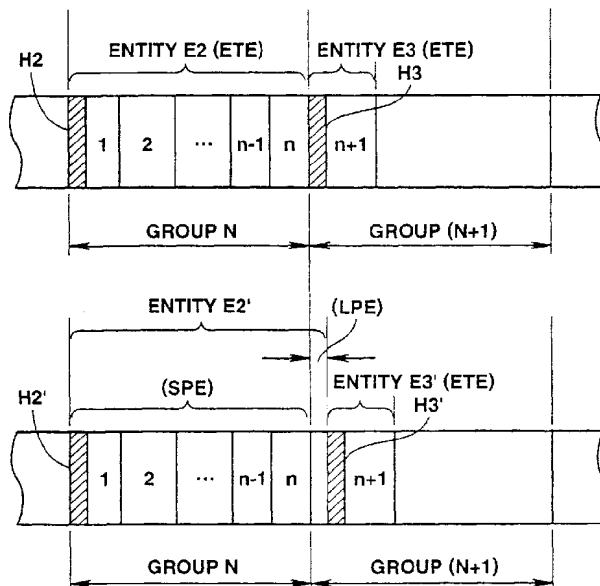 ENTITY E2 (ETE) ENTITY E3 (ETE)
H2 H3
1 2 ... n-1 n n+1
GROUP N GROUP (N+1)
ENTITY E2' (LPE)
(SPE) ENTITY E3' (ETE)
H2' H3'
1 2 ... n-1 n n+1
GROUP N GROUP (N+1)